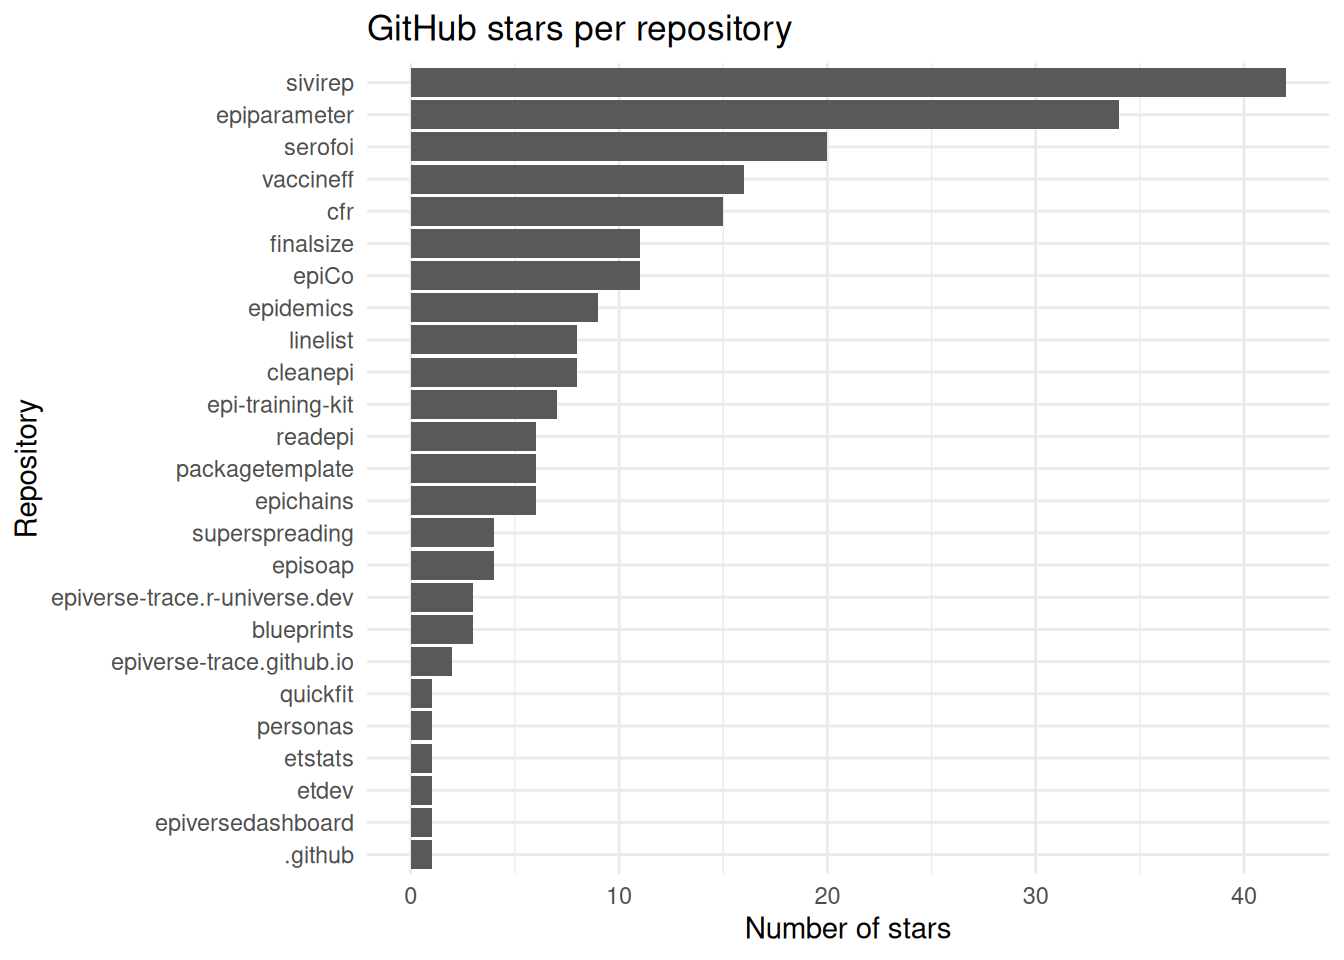 GitHub stars per repository
sivirep
epiparameter
serofoi
vaccineff
cfr
finalsize
epiCo
epidemics
linelist
cleanepi
epi-training-kit
readepi
packagetemplate
epichains
superspreading
episoap
epiverse-trace.r-universe.dev
blueprints
epiverse-trace.github.io
quickfit
personas
etstats
etdev
epiversedashboard
.github
0 10 20 30 40
Number of stars
Repository